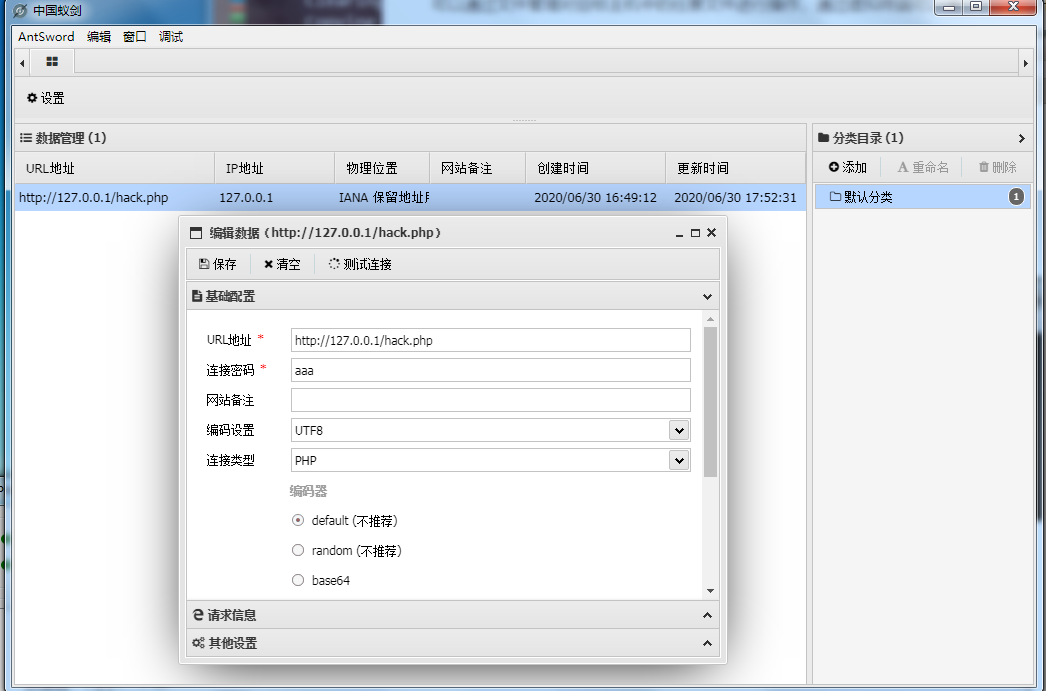 中国蚁剑
AntSword 编辑 窗口 调试
设置
数据管理 (1)
URL地址 IP地址 物理位置 网站备注 创建时间 更新时间
http://127.0.0.1/hack.php 127.0.0.1 IANA 保留地址 2020/06/30 16:49:12 2020/06/30 17:52:31
分类目录 (1)
添加 重命名 删除
默认分类 1
编辑数据 (http://127.0.0.1/hack.php)
保存 清空 测试连接
基础配置
URL地址 * http://127.0.0.1/hack.php
连接密码 * aaa
网站备注
编码设置 UTF8
连接类型 PHP
编码器
default (不推荐)
random (不推荐)
base64
请求信息
其他设置